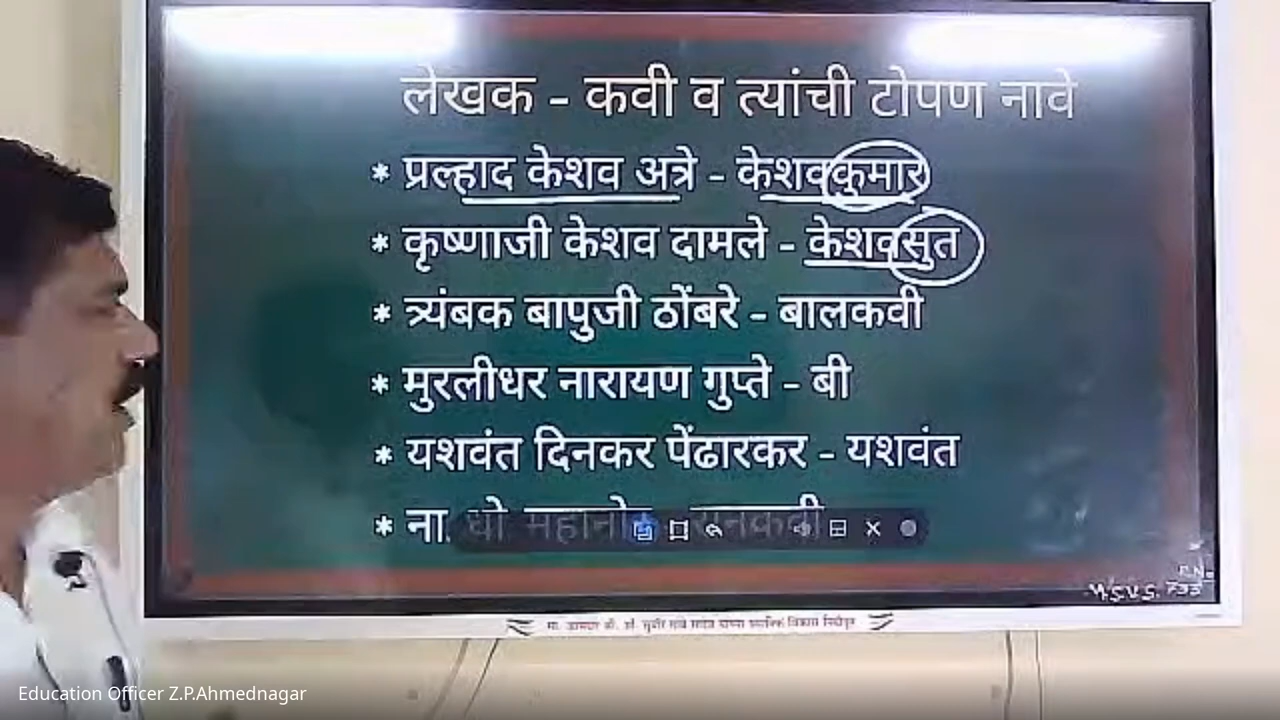 लेखक - कवी व त्यांची टोपण नावे
* प्रल्हाद केशव अत्रे - केशवकुमार
* कृष्णाजी केशव दामले - केशवसुत
* त्र्यंबक बापुजी ठोंबरे - बालकवी
* मुरलीधर नारायण गुप्ते - बी
* यशवंत दिनकर पेंढारकर - यशवंत
* ना. धों
Education Officer Z.P.Ahmednagar